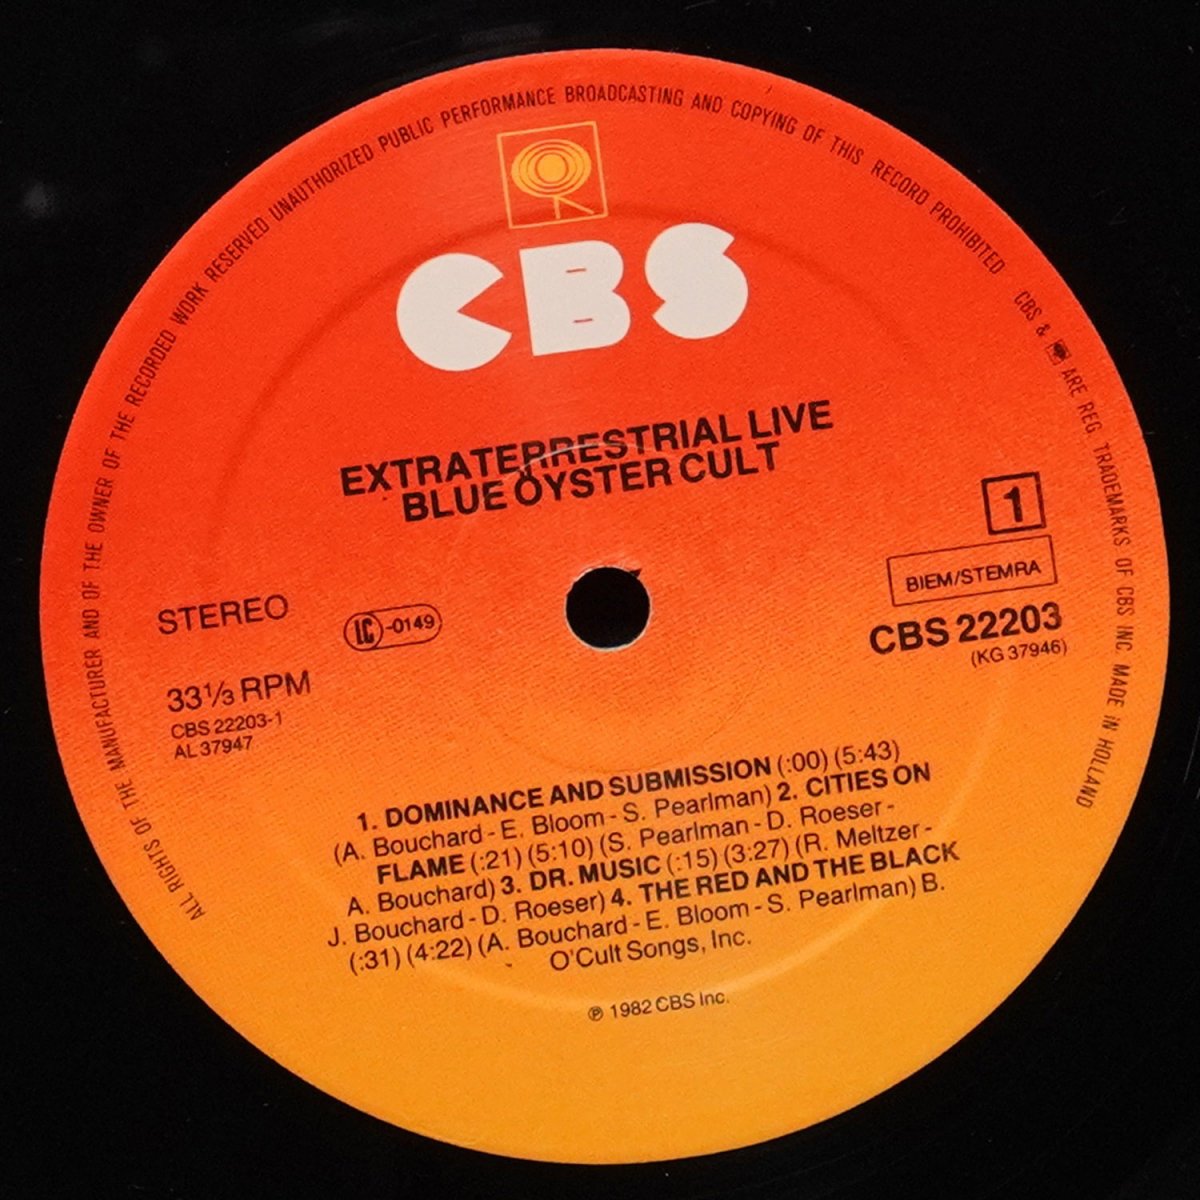 ALL RIGHTS OF THE MANUFACTURER AND OF THE OWNER OF THE RECORDED WORK RESERVED UNAUTHORIZED PUBLIC PERFORMANCE BROADCASTING AND COPYING OF THIS RECORD PROHIBITED
CBS & ARE REG. TRADEMARKS OF CBS INC. MADE IN HOLLAND
CBS
EXTRATERRESTRIAL LIVE
BLUE ÖYSTER CULT
1
BIEM/STEMRA
CBS 22203
(KG 37946)
STEREO
LC-0149
33⅓ RPM
CBS 22203-1
AL 37947
1. DOMINANCE AND SUBMISSION (:00) (5:43)
(A. Bouchard - E. Bloom - S. Pearlman) 2. CITIES ON
FLAME (:21) (5:10) (S. Pearlman - D. Roeser -
A. Bouchard) 3. DR. MUSIC (:15) (3:27) (R. Meltzer -
J. Bouchard - D. Roeser) 4. THE RED AND THE BLACK
(:31) (4:22) (A. Bouchard - E. Bloom - S. Pearlman) B.
O'Cult Songs, Inc.
℗ 1982 CBS Inc.